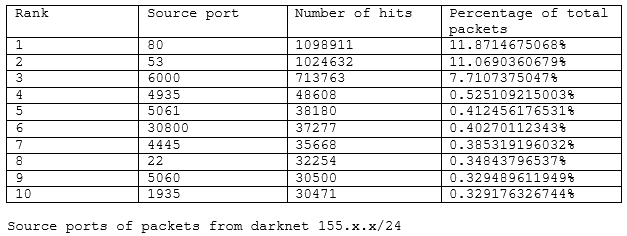 Rank Source port Number of hits Percentage of total
packets
1 80 1098911 11.8714675068%
2 53 1024632 11.0690360679%
3 6000 713763 7.7107375047%
4 4935 48608 0.525109215003%
5 5061 38180 0.412456176531%
6 30800 37277 0.40270112343%
7 4445 35668 0.385319196032%
8 22 32254 0.34843796537%
9 5060 30500 0.329489611949%
10 1935 30471 0.329176326744%
Source ports of packets from darknet 155.x.x/24